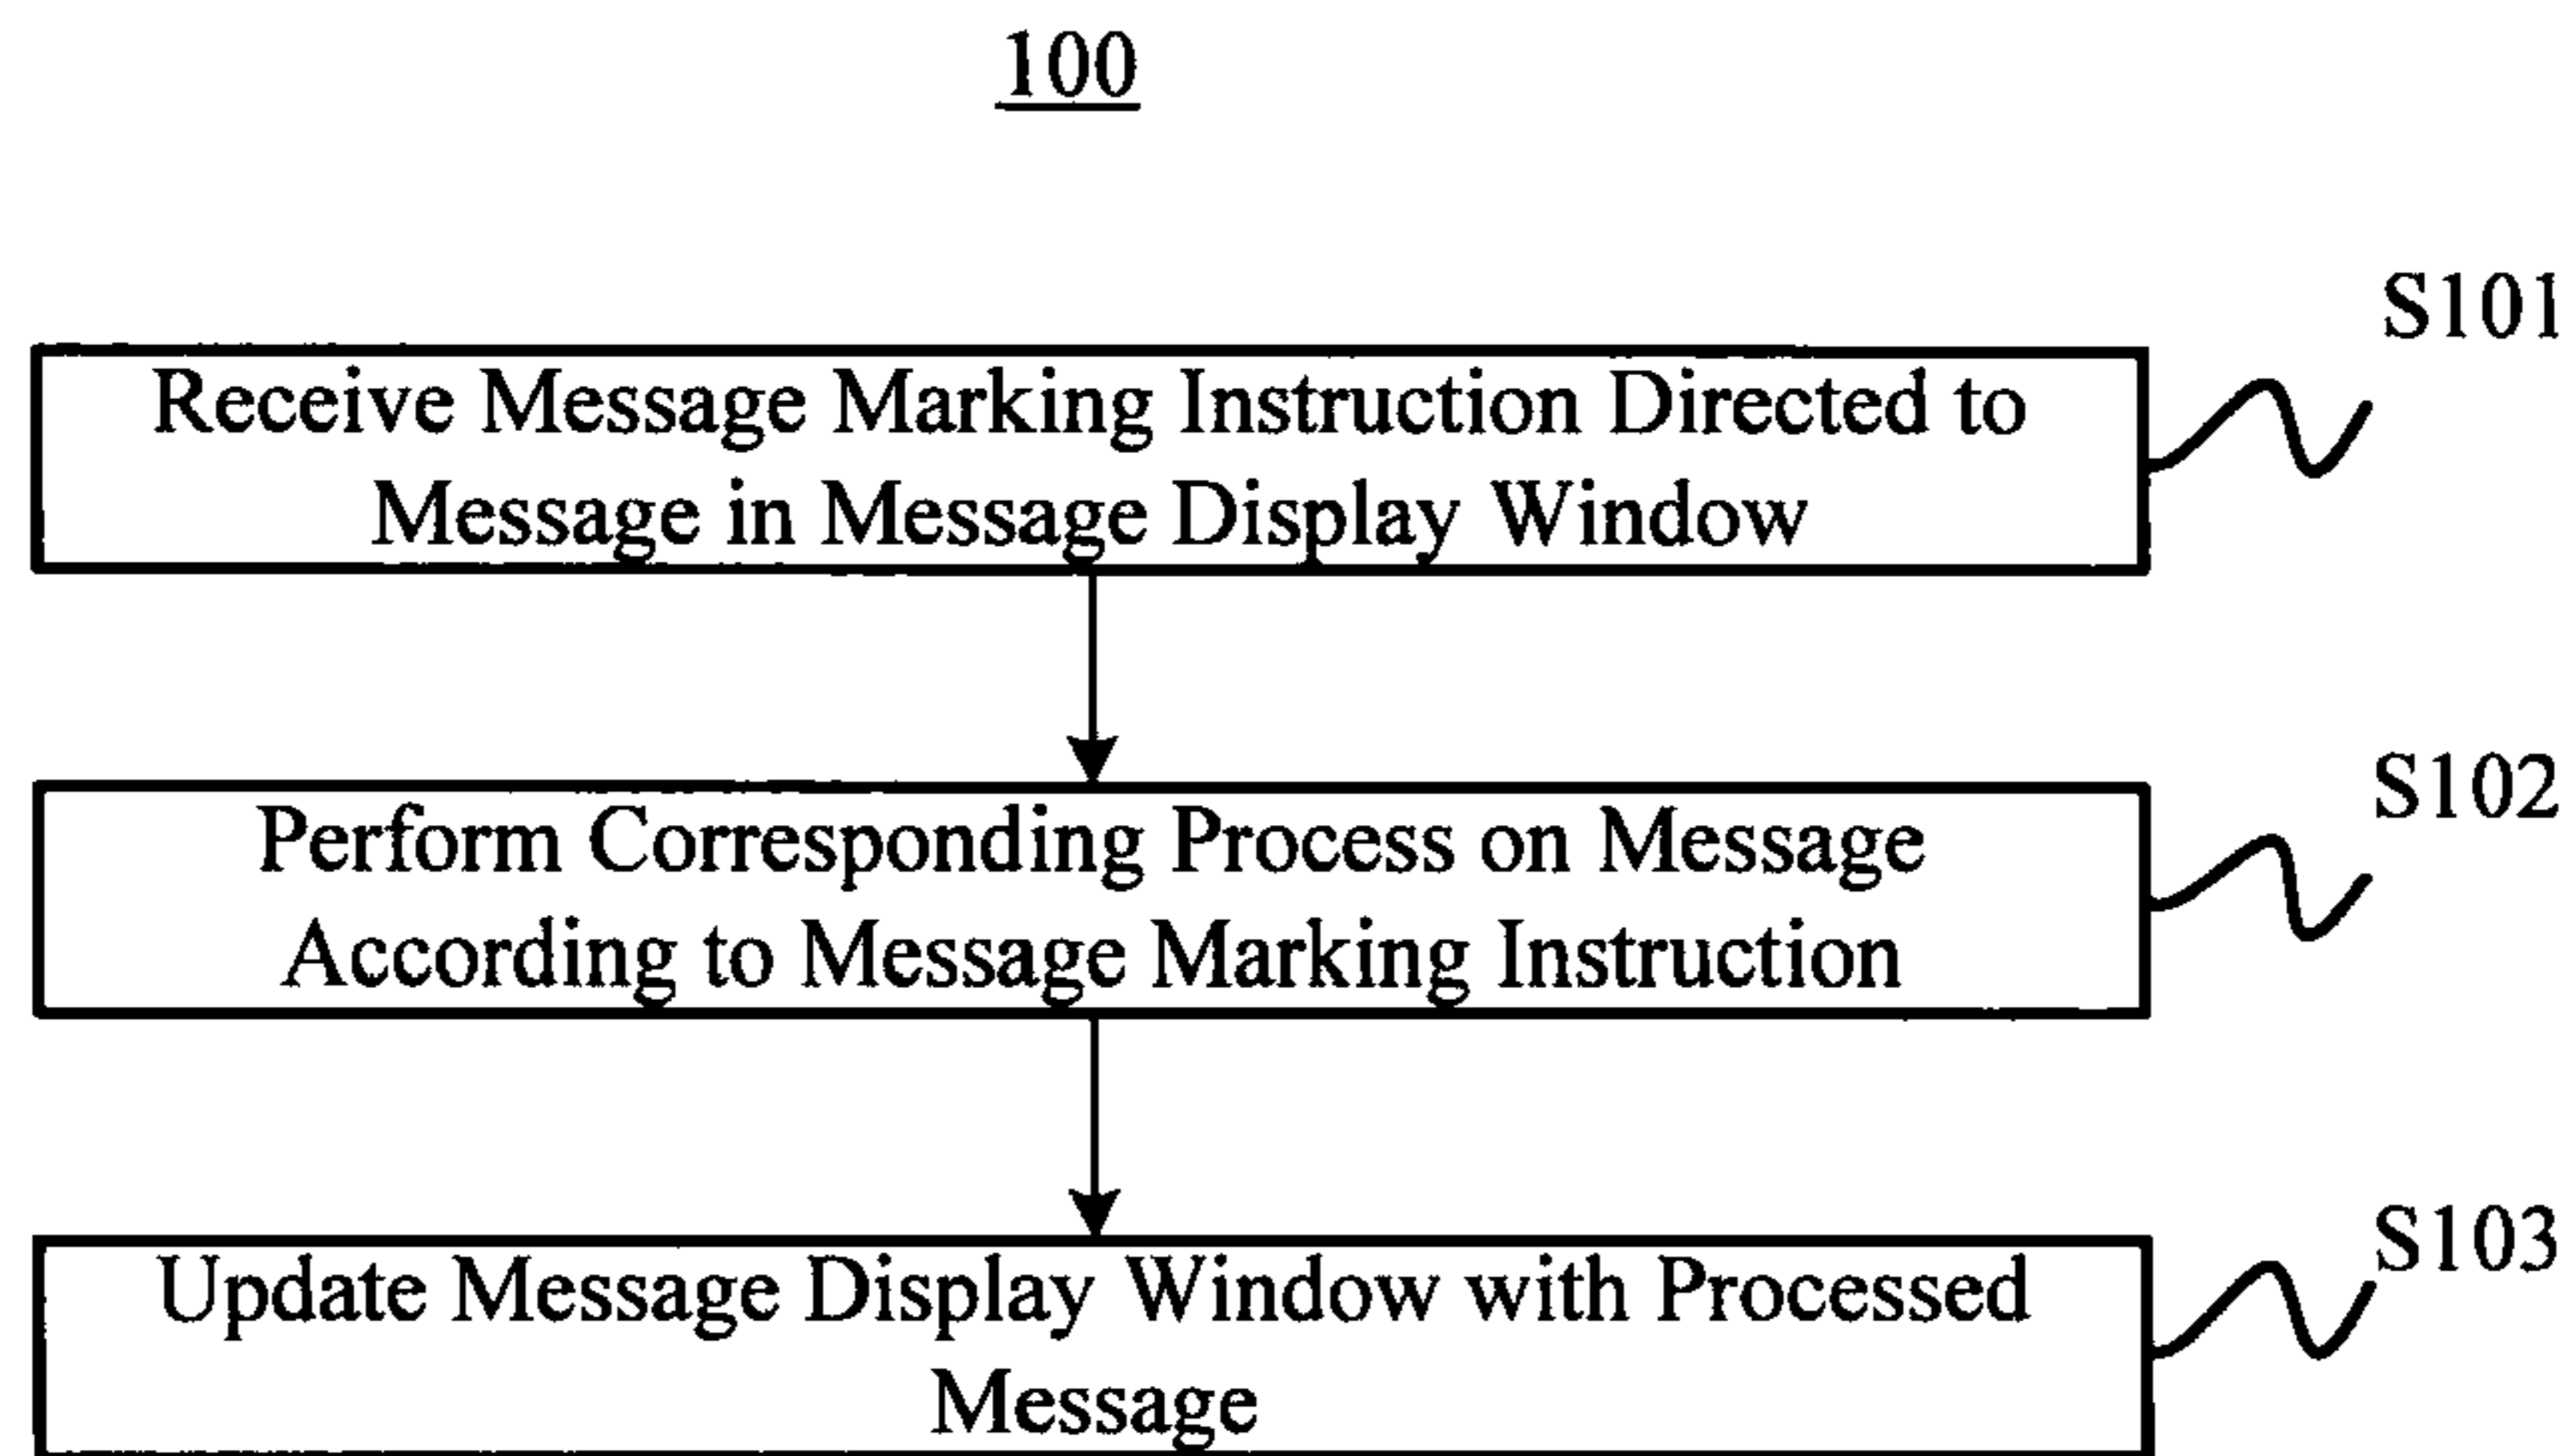 100
S101
Receive Message Marking Instruction Directed to
Message in Message Display Window
S102
Perform Corresponding Process on Message
According to Message Marking Instruction
S103
Update Message Display Window with Processed
Message